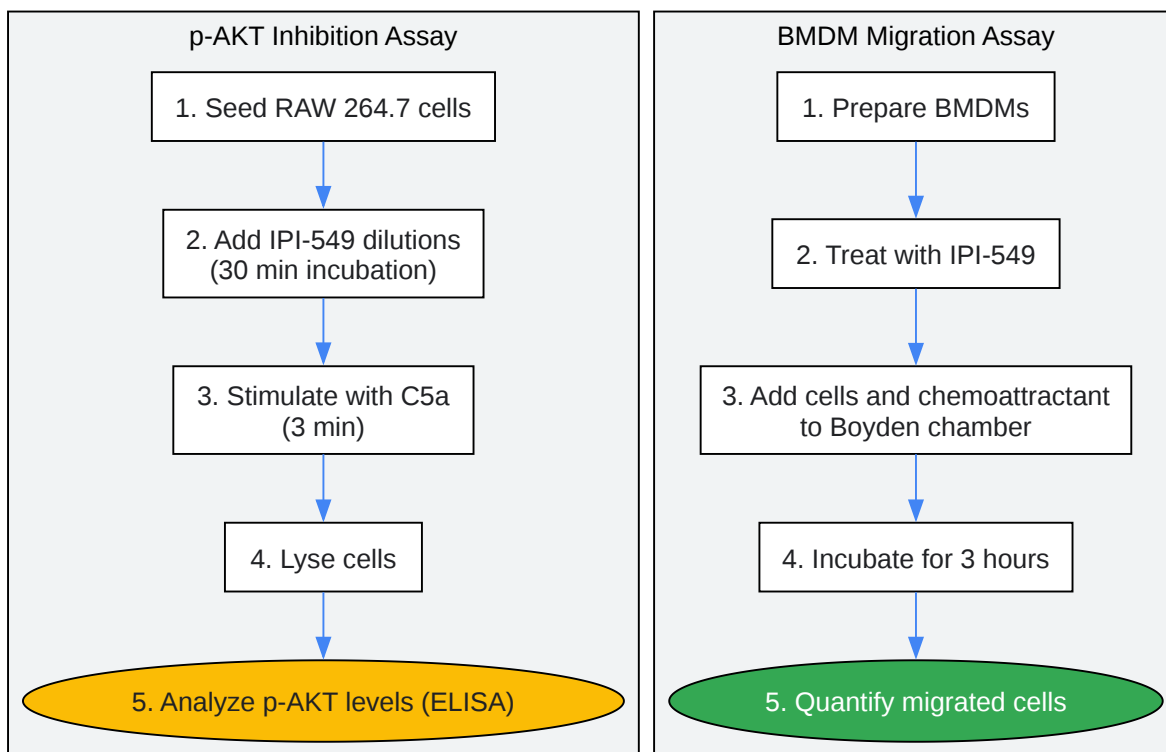 p-AKT Inhibition Assay
1. Seed RAW 264.7 cells
2. Add IPI-549 dilutions
(30 min incubation)
3. Stimulate with C5a
(3 min)
4. Lyse cells
5. Analyze p-AKT levels (ELISA)
BMDM Migration Assay
1. Prepare BMDMs
2. Treat with IPI-549
3. Add cells and chemoattractant
to Boyden chamber
4. Incubate for 3 hours
5. Quantify migrated cells